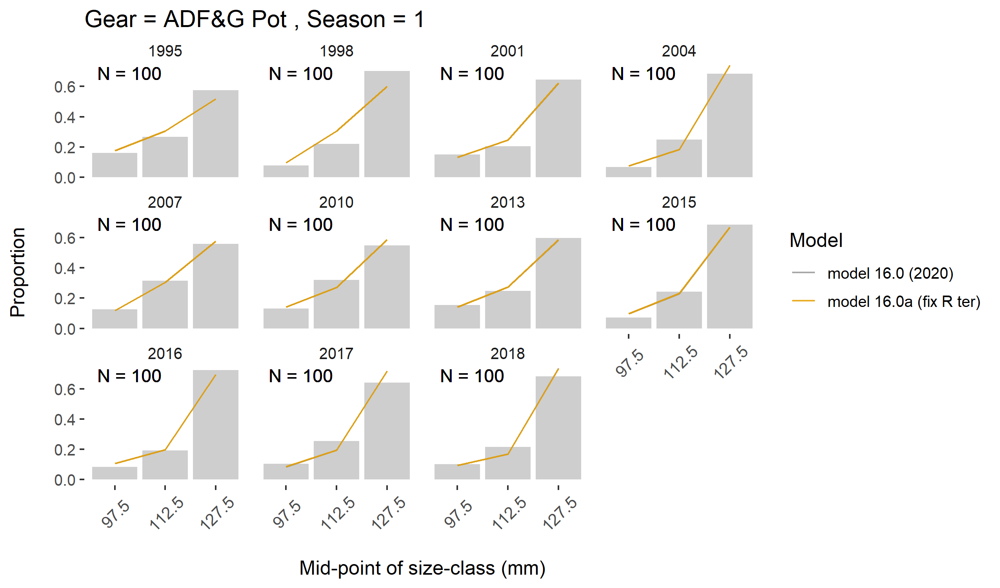 Gear = ADF&G Pot , Season = 1
1995 1998 2001 2004
N = 100 N = 100 N = 100 N = 100
0.6
0.4
0.2
0.0
2007 2010 2013 2015
N = 100 N = 100 N = 100 N = 100
0.6
0.4
0.2
0.0
97.5 112.5 127.5
2016 2017 2018
N = 100 N = 100 N = 100
0.6
0.4
0.2
0.0
97.5 112.5 127.5 97.5 112.5 127.5 97.5 112.5 127.5
Proportion
Mid-point of size-class (mm)
Model
model 16.0 (2020)
model 16.0a (fix R ter)